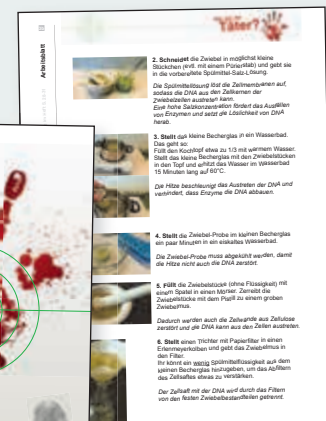 Täter?
Arbeitsblatt
2. Schneidet die Zwiebel in möglichst kleine
Stückchen (evtl. mit einem Pürierstab) und gebt sie
in die vorbereitete Spülmittel-Salz-Lösung.
Die Spülmittellösung löst die Zellmembranen auf,
sodass die DNA aus den Zellkernen der
Zwiebelzellen austreten kann.
Eine hohe Salzkonzentration fördert das Ausfällen
von Enzymen und setzt die Löslichkeit von DNA
herab.
3. Stellt das kleine Becherglas in ein Wasserbad.
Das geht so:
Füllt den Kochtopf etwa zu 1/3 mit warmem Wasser.
Stellt das kleine Becherglas mit den Zwiebelstücken
in den Topf und erhitzt das Wasser im Wasserbad
15 Minuten lang auf 60°C.
Die Hitze beschleunigt das Austreten der DNA und
verhindert, dass Enzyme die DNA abbauen.
4. Stellt die Zwiebel-Probe im kleinen Becherglas
ein paar Minuten in ein eiskaltes Wasserbad.
Die Zwiebel-Probe muss abgekühlt werden, damit
die Hitze nicht auch die DNA zerstört.
5. Füllt die Zwiebelstücke (ohne Flüssigkeit) mit
einem Spatel in einen Mörser. Zerreibt die
Zwiebelstücke mit dem Pistill zu einem groben
Zwiebelmus.
Dadurch werden auch die Zellwände aus Zellulose
zerstört und die DNA kann aus den Zellen austreten.
6. Stellt einen Trichter mit Papierfilter in einen
Erlenmeyerkolben und gebt das Zwiebelmus in
den Filter.
Ihr könnt ein wenig Spülmittelflüssigkeit aus dem
kleinen Becherglas hinzugeben, um das Abfiltern
des Zellsaftes etwas zu verstärken.
Der Zellsaft mit der DNA wird durch das Filtern
von den festen Zwiebelbestandteilen getrennt.